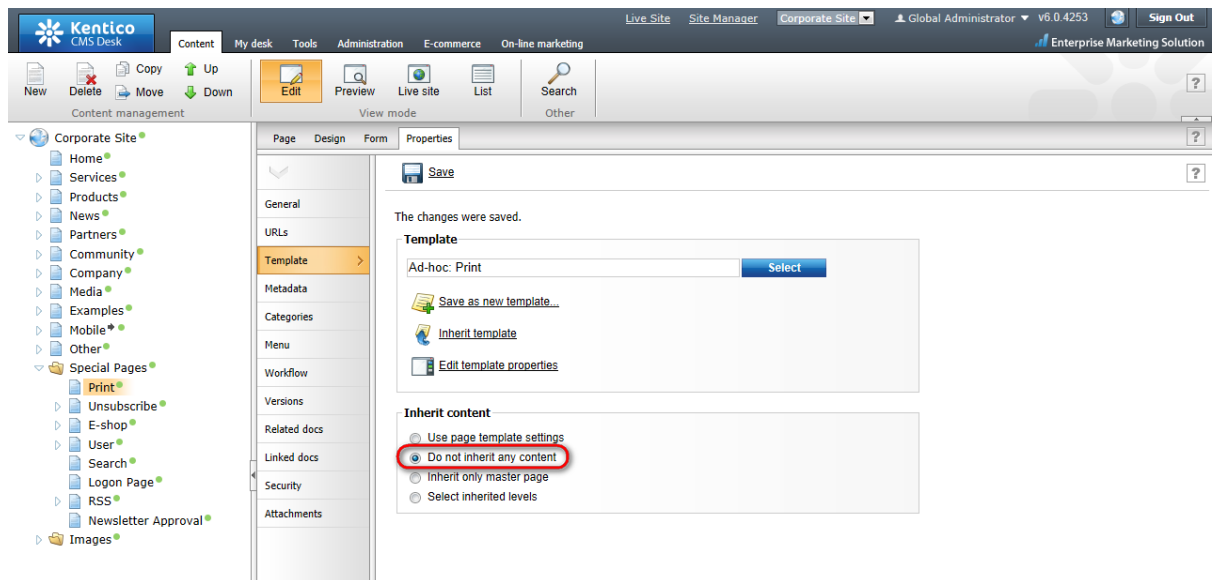 Kentico
CMS Desk
Live Site Site Manager Corporate Site Global Administrator v6.0.4253 Sign Out
Content My desk Tools Administration E-commerce On-line marketing Enterprise Marketing Solution
New Delete Copy Move Up Down
Content management
Edit Preview Live site List
View mode
Search
Other
?
Corporate Site
Home
Services
Products
News
Partners
Community
Company
Media
Examples
Mobile
Other
Special Pages
Print
Unsubscribe
E-shop
User
Search
Logon Page
RSS
Newsletter Approval
Images
Page Design Form Properties ?
General
URLs
Template >
Metadata
Categories
Menu
Workflow
Versions
Related docs
Linked docs
Security
Attachments
Save ?
The changes were saved.
Template
Ad-hoc: Print Select
Save as new template...
Inherit template
Edit template properties
Inherit content
Use page template settings
Do not inherit any content
Inherit only master page
Select inherited levels